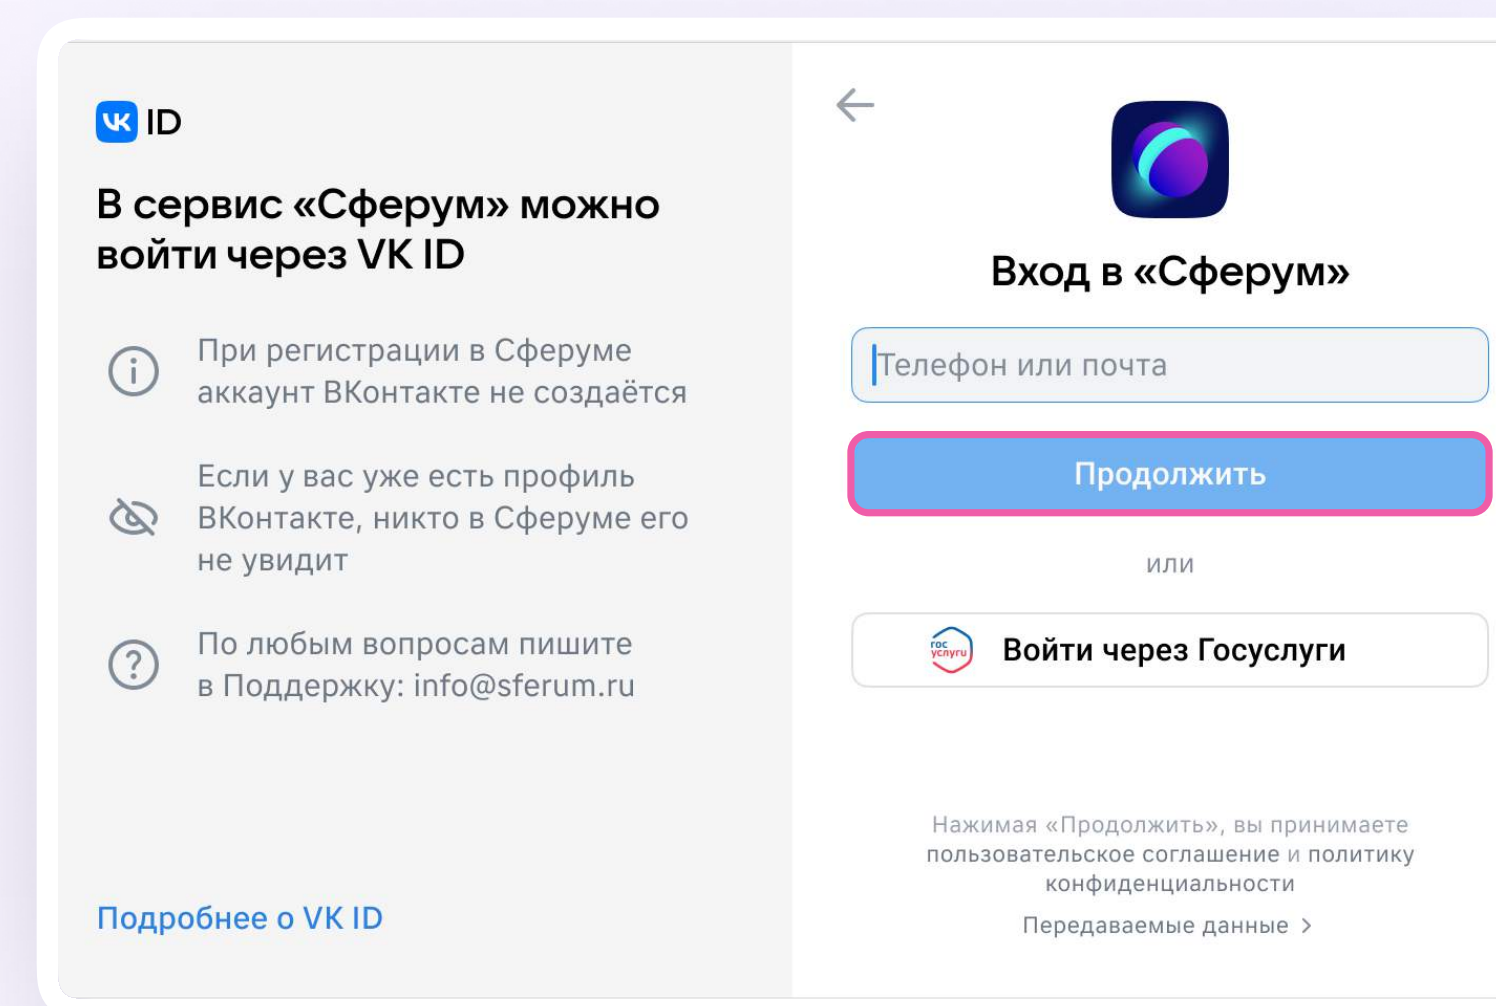 VK ID
В сервис «Сферум» можно
войти через VK ID
При регистрации в Сферуме
аккаунт ВКонтакте не создаётся
Если у вас уже есть профиль
ВКонтакте, никто в Сферуме его
не увидит
По любым вопросам пишите
в Поддержку: info@sferum.ru
Подробнее о VK ID
Вход в «Сферум»
Телефон или почта
Продолжить
или
гос
услуги
Войти через Госуслуги
Нажимая «Продолжить», вы принимаете
пользовательское соглашение и политику
конфиденциальности
Передаваемые данные